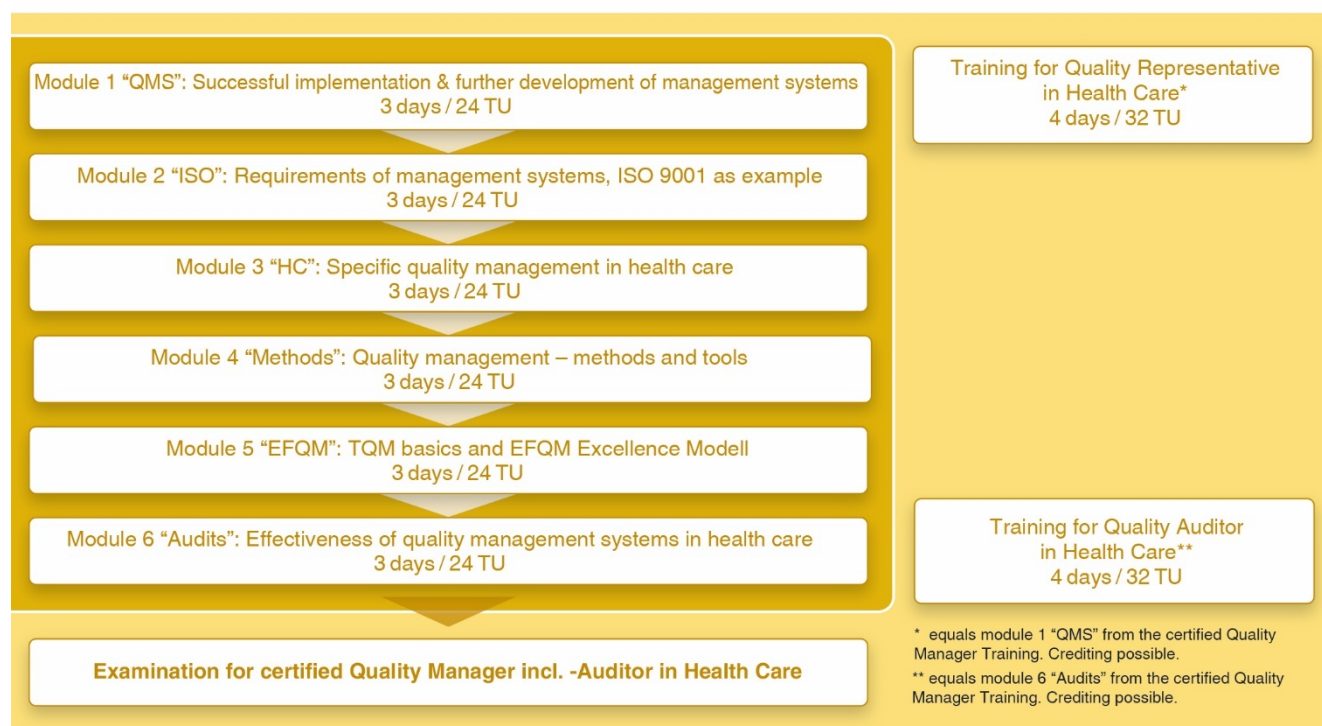 Module 1 “QMS”: Successful implementation & further development of management systems
3 days / 24 TU
Module 2 “ISO”: Requirements of management systems, ISO 9001 as example
3 days / 24 TU
Module 3 “HC”: Specific quality management in health care
3 days / 24 TU
Module 4 “Methods”: Quality management – methods and tools
3 days / 24 TU
Module 5 “EFQM”: TQM basics and EFQM Excellence Modell
3 days / 24 TU
Module 6 “Audits”: Effectiveness of quality management systems in health care
3 days / 24 TU
Examination for certified Quality Manager incl. -Auditor in Health Care
Training for Quality Representative
in Health Care*
4 days / 32 TU
Training for Quality Auditor
in Health Care**
4 days / 32 TU
* equals module 1 “QMS” from the certified Quality
Manager Training. Crediting possible.
** equals module 6 “Audits” from the certified Quality
Manager Training. Crediting possible.